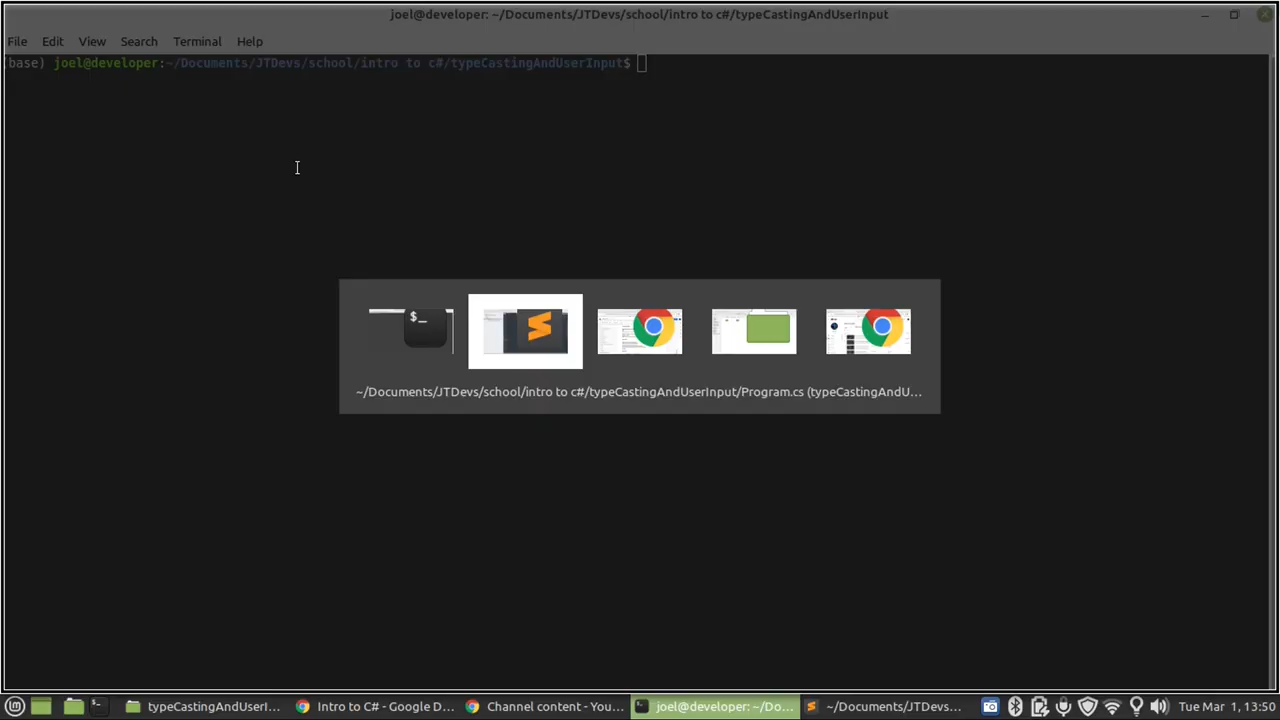 joel@developer: ~/Documents/JTDevs/school/intro to c#/typeCastingAndUserInput
File Edit View Search Terminal Help
(base) joel@developer:~/Documents/JTDevs/school/intro to c#/typeCastingAndUserInput$
$_
~/Documents/JTDevs/school/intro to c#/typeCastingAndUserInput/Program.cs (typeCastingAndU...
typeCastingAndUserI... Intro to C# - Google D... Channel content - You... joel@developer: ~/Do... ~/Documents/JTDevs... Tue Mar 1, 13:50